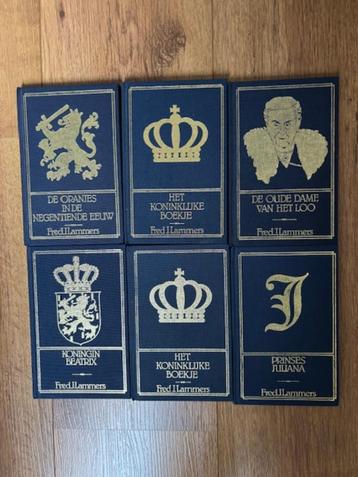 DE ORANJES
IN DE
NEGENTIENDE EEUW
Fred.J.Lammers
HET
KONINKLIJKE
BOEKJE
Fred.J.Lammers
DE OUDE DAME
VAN HET LOO
Fred.J.Lammers
KONINGIN
BEATRIX
Fred.J.Lammers
HET
KONINKLIJKE
BOEKJE
Fred.J.Lammers
J
PRINSES
JULIANA
Fred.J.Lammers